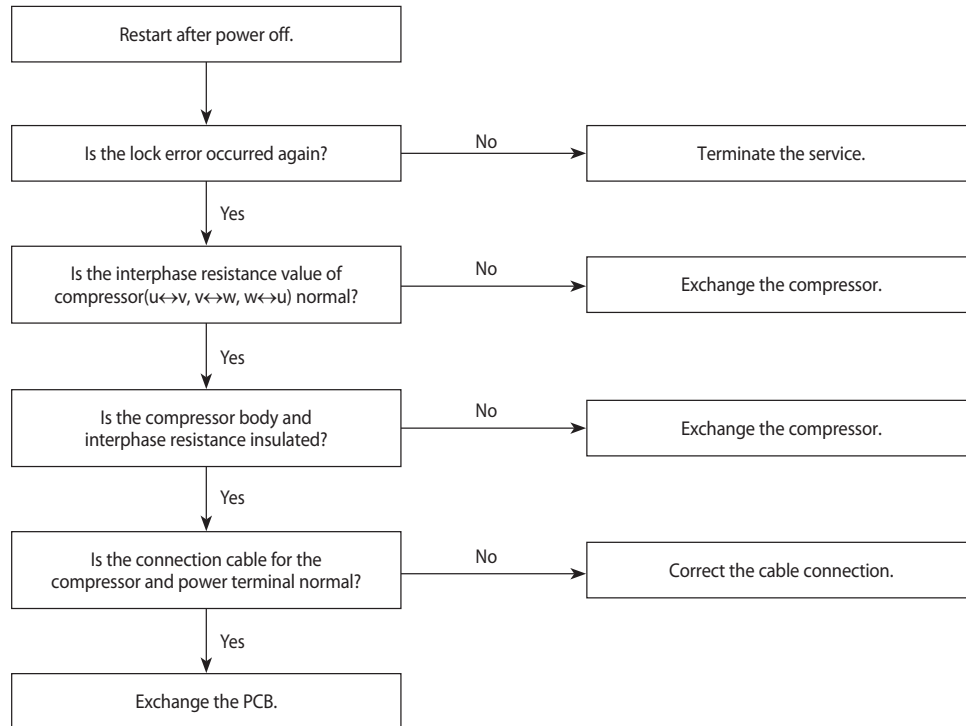 Restart after power off.
Is the lock error occurred again?
No
Terminate the service.
Yes
Is the interphase resistance value of
compressor(u↔v, v↔w, w↔u) normal?
No
Exchange the compressor.
Yes
Is the compressor body and
interphase resistance insulated?
No
Exchange the compressor.
Yes
Is the connection cable for the
compressor and power terminal normal?
No
Correct the cable connection.
Yes
Exchange the PCB.